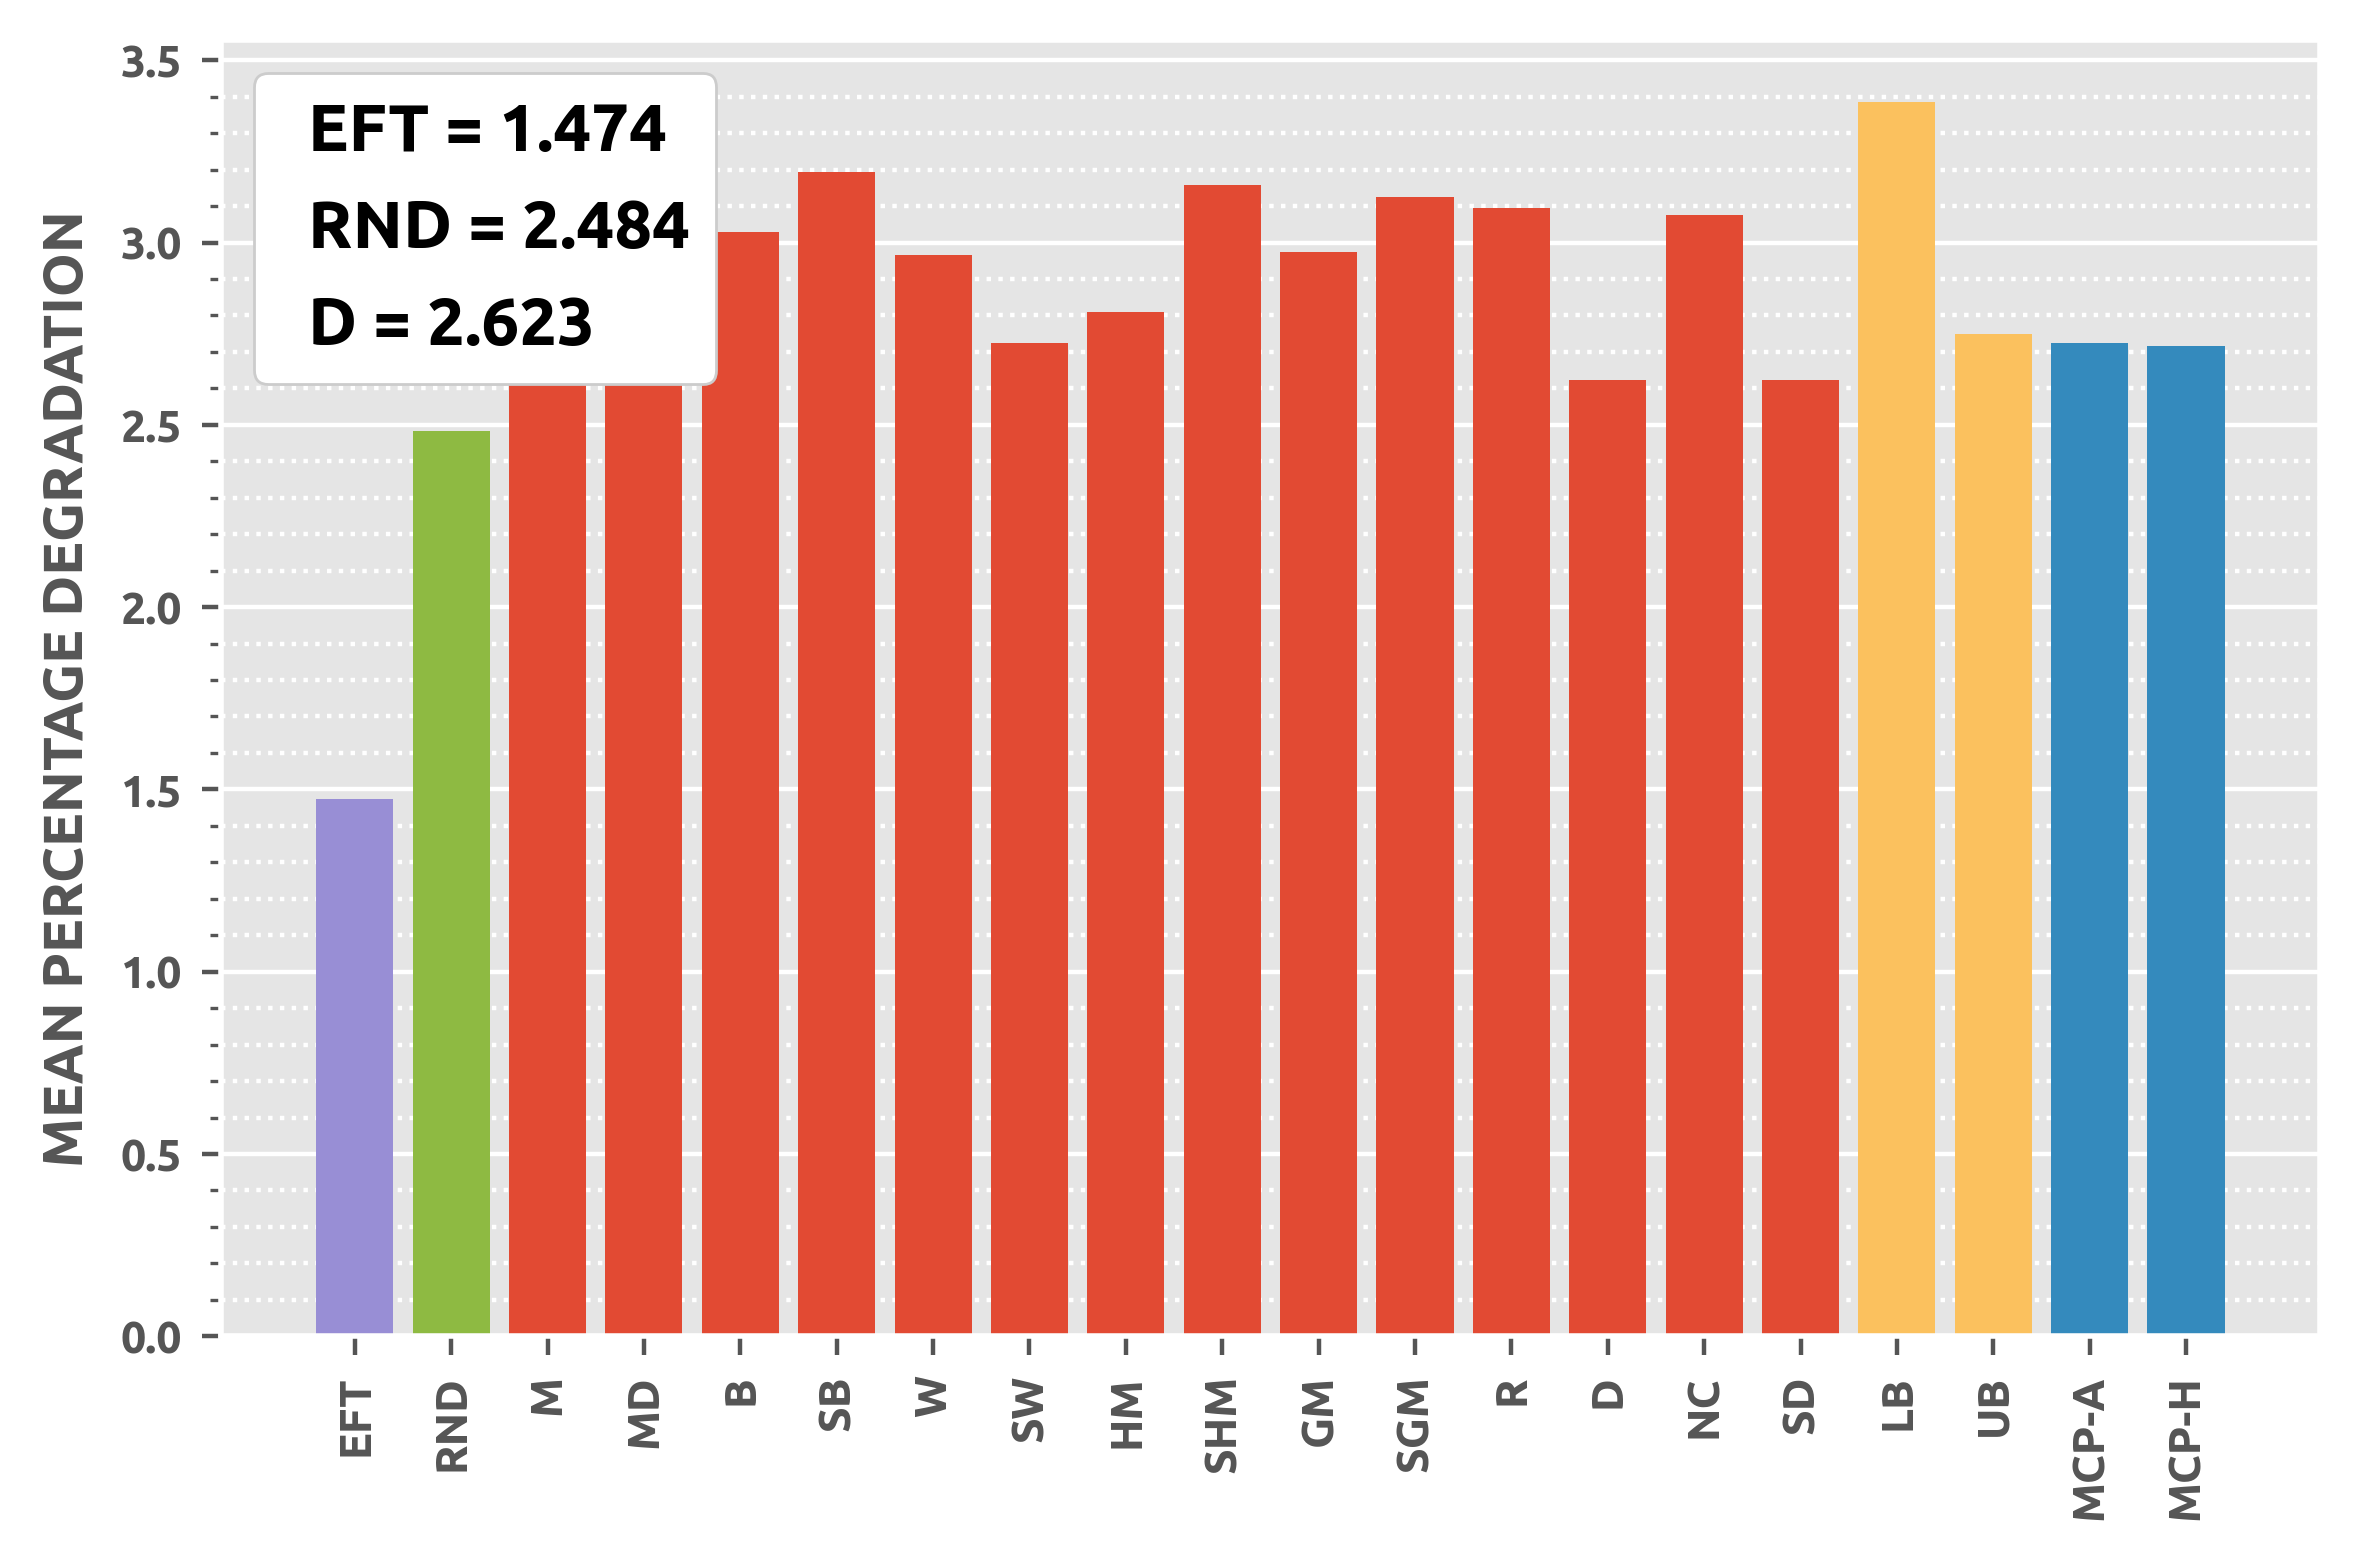 MEAN PERCENTAGE DEGRADATION
3.5
3.0
2.5
2.0
1.5
1.0
0.5
0.0
EFT = 1.474
RND = 2.484
D = 2.623
EFT
RND
M
MD
B
SB
W
SW
HM
SHM
GM
SGM
R
D
NC
SD
LB
UB
MCP-A
MCP-H